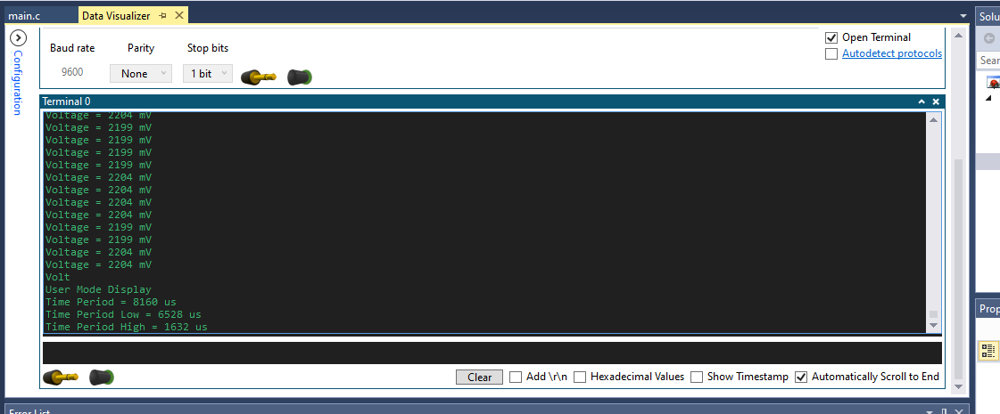 main.c Data Visualizer
Solu
Configuration
Baud rate Parity Stop bits
9600 None 1 bit
Open Terminal
Autodetect protocols
Sear
Terminal 0
Voltage = 2204 mV
Voltage = 2199 mV
Voltage = 2199 mV
Voltage = 2199 mV
Voltage = 2199 mV
Voltage = 2204 mV
Voltage = 2204 mV
Voltage = 2204 mV
Voltage = 2204 mV
Voltage = 2199 mV
Voltage = 2199 mV
Voltage = 2204 mV
Voltage = 2204 mV
Volt
User Mode Display
Time Period = 8160 us
Time Period Low = 6528 us
Time Period High = 1632 us
Prop
Clear Add \r\n Hexadecimal Values Show Timestamp Automatically Scroll to End
Error List